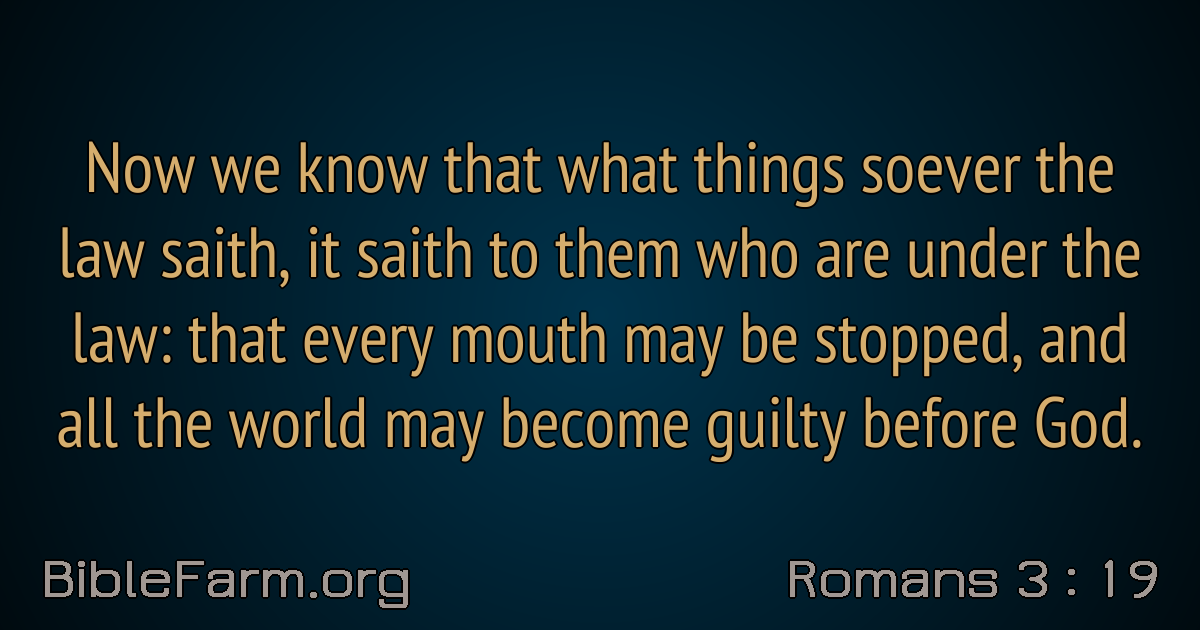 Now we know that what things soever the
law saith, it saith to them who are under the
law: that every mouth may be stopped, and
all the world may become guilty before God.
BibleFarm.org
Romans 3 : 19